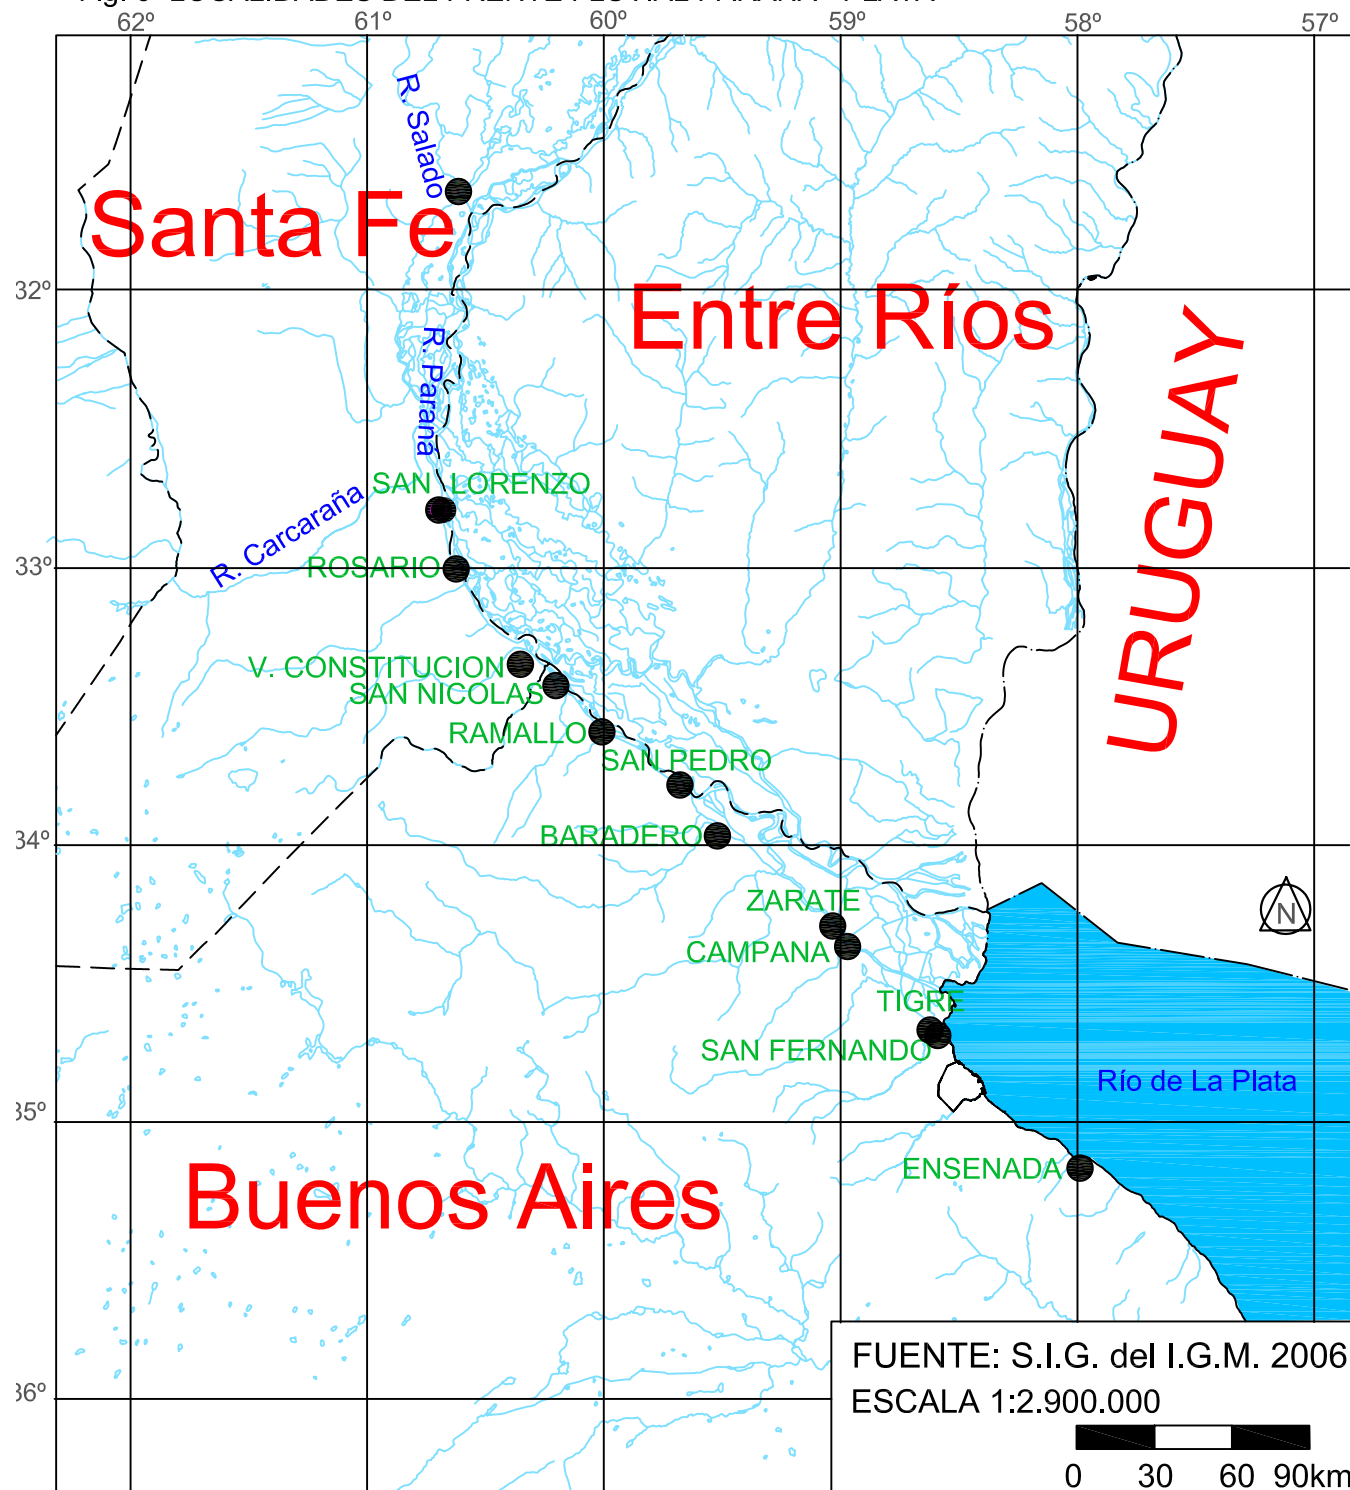 62º 61º 60º 59º 58º 57º
R. Salado
Santa Fe
32º
Entre Ríos
URUGUAY
R. Paraná
SAN LORENZO
R. Carcaraña
33º
ROSARIO
V. CONSTITUCION
SAN NICOLAS
RAMALLO
SAN PEDRO
34º
BARADERO
ZARATE
N
CAMPANA
TIGRE
SAN FERNANDO
Río de La Plata
35º
ENSENADA
Buenos Aires
FUENTE: S.I.G. del I.G.M. 2006
36º
ESCALA 1:2.900.000
0 30 60 90km